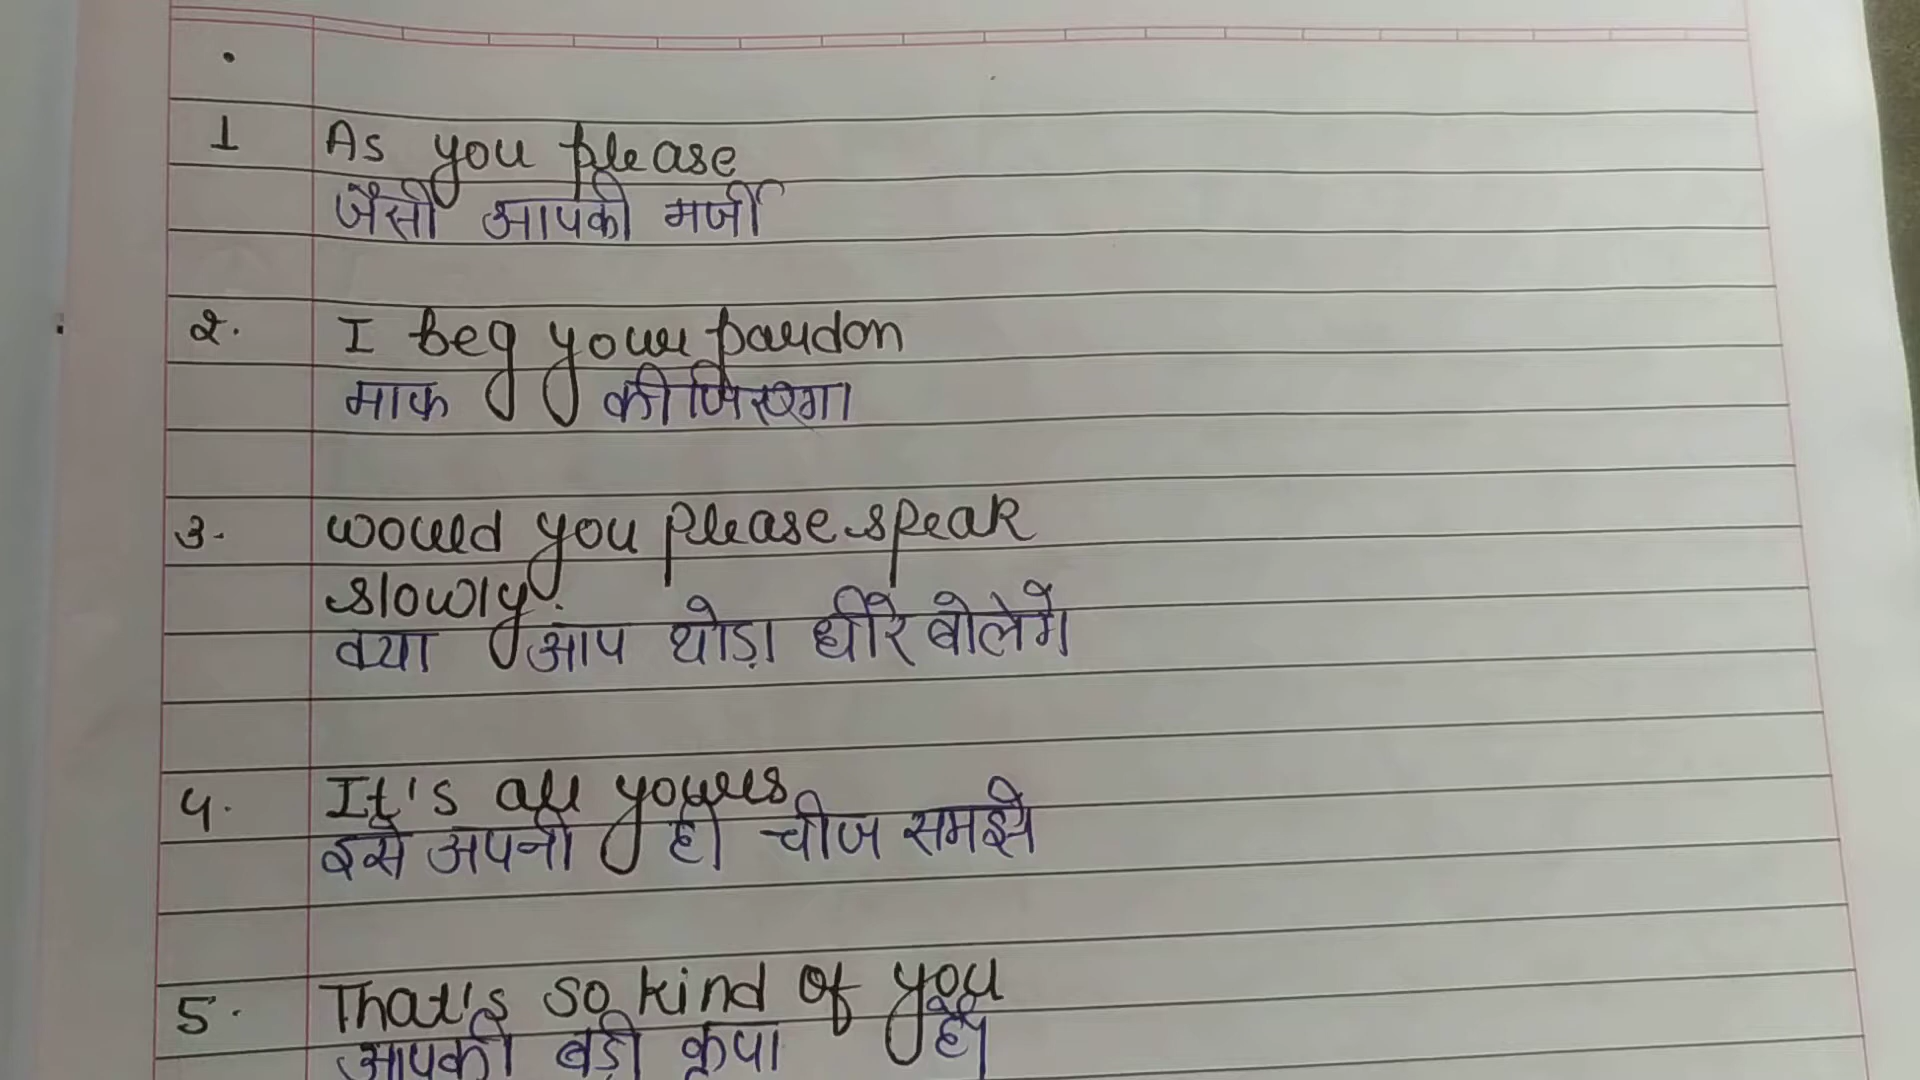 1 As you please
जैसी आपकी मर्जी
2. I beg your pardon
माफ कीजिएगा
3. would you please speak
slowly.
क्या आप थोड़ा धीरे बोलेगें
4. It's all yours
इसे अपनी ही चीज समझे
5. That's so kind of you
आपकी बड़ी कृपा है।